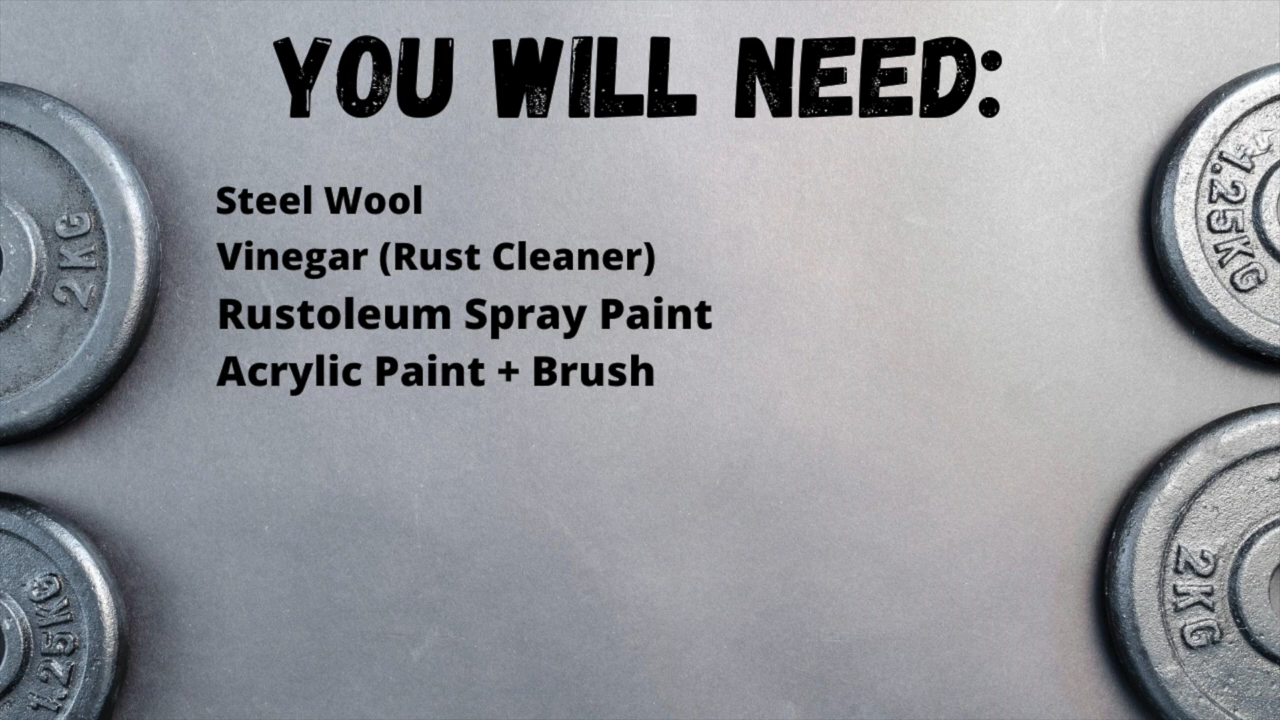 YOU WILL NEED:
Steel Wool
Vinegar (Rust Cleaner)
Rustoleum Spray Paint
Acrylic Paint + Brush
2KG
1.25KG
1.25KG
2KG